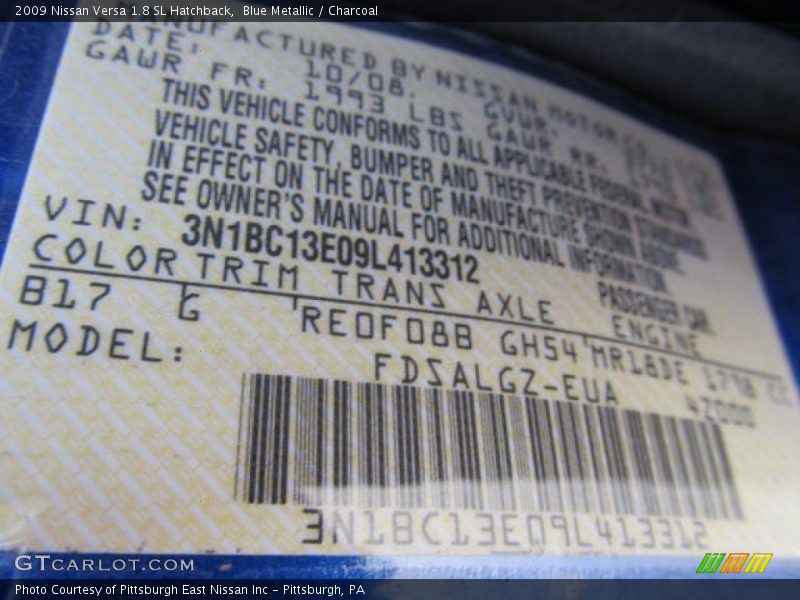 2009 Nissan Versa 1.8 SL Hatchback, Blue Metallic / Charcoal
MANUFACTURED BY NISSAN MOTOR CO
DATE: 10/08. GVWR:
GAWR FR: 1993 LBS GAWR RR:
THIS VEHICLE CONFORMS TO ALL APPLICABLE FEDERAL MOTOR
VEHICLE SAFETY, BUMPER AND THEFT PREVENTION STANDARDS
IN EFFECT ON THE DATE OF MANUFACTURE SHOWN ABOVE.
SEE OWNER'S MANUAL FOR ADDITIONAL INFORMATION
VIN: 3N1BC13E09L413312 PASSENGER CAR
COLOR TRIM TRANS AXLE ENGINE
B17 G RE0F08B GH54 MR18DE 1798 CC
MODEL: FDSALGZ-EUA 42000
3N1BC13E09L413312
GTCARLOT.COM
Photo Courtesy of Pittsburgh East Nissan Inc - Pittsburgh, PA